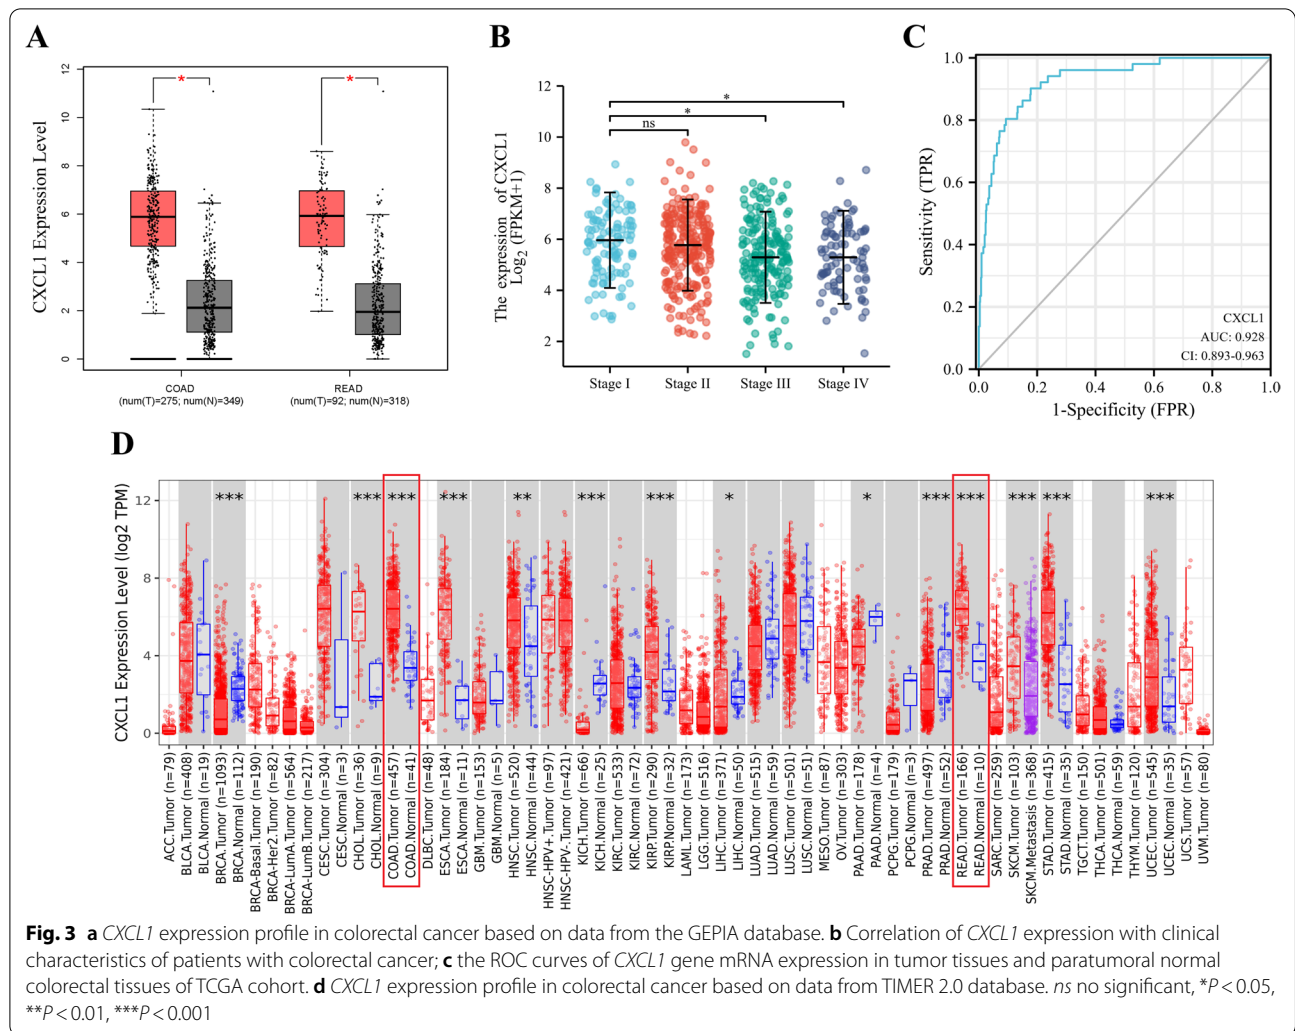 A
CXCL1 Expression Level
12
10
8
6
4
2
0
*
*
COAD
(num(T)=275; num(N)=349)
READ
(num(T)=92; num(N)=318)
B
The expression of CXCL1
Log2 (FPKM+1)
12
10
8
6
4
2
*
*
ns
Stage I
Stage II
Stage III
Stage IV
C
Sensitivity (TPR)
1.0
0.8
0.6
0.4
0.2
0.0
CXCL1
AUC: 0.928
CI: 0.893-0.963
0.0 0.2 0.4 0.6 0.8 1.0
1-Specificity (FPR)
D
CXCL1 Expression Level (log2 TPM)
12
8
4
0
*** *** *** *** ** *** *** * * *** *** *** *** ***
ACC.Tumor (n=79)
BLCA.Tumor (n=408)
BLCA.Normal (n=19)
BRCA.Tumor (n=1093)
BRCA.Normal (n=112)
BRCA-Basal.Tumor (n=190)
BRCA-Her2.Tumor (n=82)
BRCA-LumA.Tumor (n=564)
BRCA-LumB.Tumor (n=217)
CESC.Tumor (n=304)
CESC.Normal (n=3)
CHOL.Tumor (n=36)
CHOL.Normal (n=9)
COAD.Tumor (n=457)
COAD.Normal (n=41)
DLBC.Tumor (n=48)
ESCA.Tumor (n=184)
ESCA.Normal (n=11)
GBM.Tumor (n=153)
GBM.Normal (n=5)
HNSC.Tumor (n=520)
HNSC.Normal (n=44)
HNSC-HPV+.Tumor (n=97)
HNSC-HPV-.Tumor (n=421)
KICH.Tumor (n=66)
KICH.Normal (n=25)
KIRC.Tumor (n=533)
KIRC.Normal (n=72)
KIRP.Tumor (n=290)
KIRP.Normal (n=32)
LAML.Tumor (n=173)
LGG.Tumor (n=516)
LIHC.Tumor (n=371)
LIHC.Normal (n=50)
LUAD.Tumor (n=515)
LUAD.Normal (n=59)
LUSC.Tumor (n=501)
LUSC.Normal (n=51)
MESO.Tumor (n=87)
OV.Tumor (n=303)
PAAD.Tumor (n=178)
PAAD.Normal (n=4)
PCPG.Tumor (n=179)
PCPG.Normal (n=3)
PRAD.Tumor (n=497)
PRAD.Normal (n=52)
READ.Tumor (n=166)
READ.Normal (n=10)
SARC.Tumor (n=259)
SKCM.Tumor (n=103)
SKCM.Metastasis (n=368)
STAD.Tumor (n=415)
STAD.Normal (n=35)
TGCT.Tumor (n=150)
THCA.Tumor (n=501)
THCA.Normal (n=59)
THYM.Tumor (n=120)
UCEC.Tumor (n=545)
UCEC.Normal (n=35)
UCS.Tumor (n=57)
UVM.Tumor (n=80)
Fig. 3 a CXCL1 expression profile in colorectal cancer based on data from the GEPIA database. b Correlation of CXCL1 expression with clinical
characteristics of patients with colorectal cancer; c the ROC curves of CXCL1 gene mRNA expression in tumor tissues and paratumoral normal
colorectal tissues of TCGA cohort. d CXCL1 expression profile in colorectal cancer based on data from TIMER 2.0 database. ns no significant, *P < 0.05,
**P < 0.01, ***P < 0.001